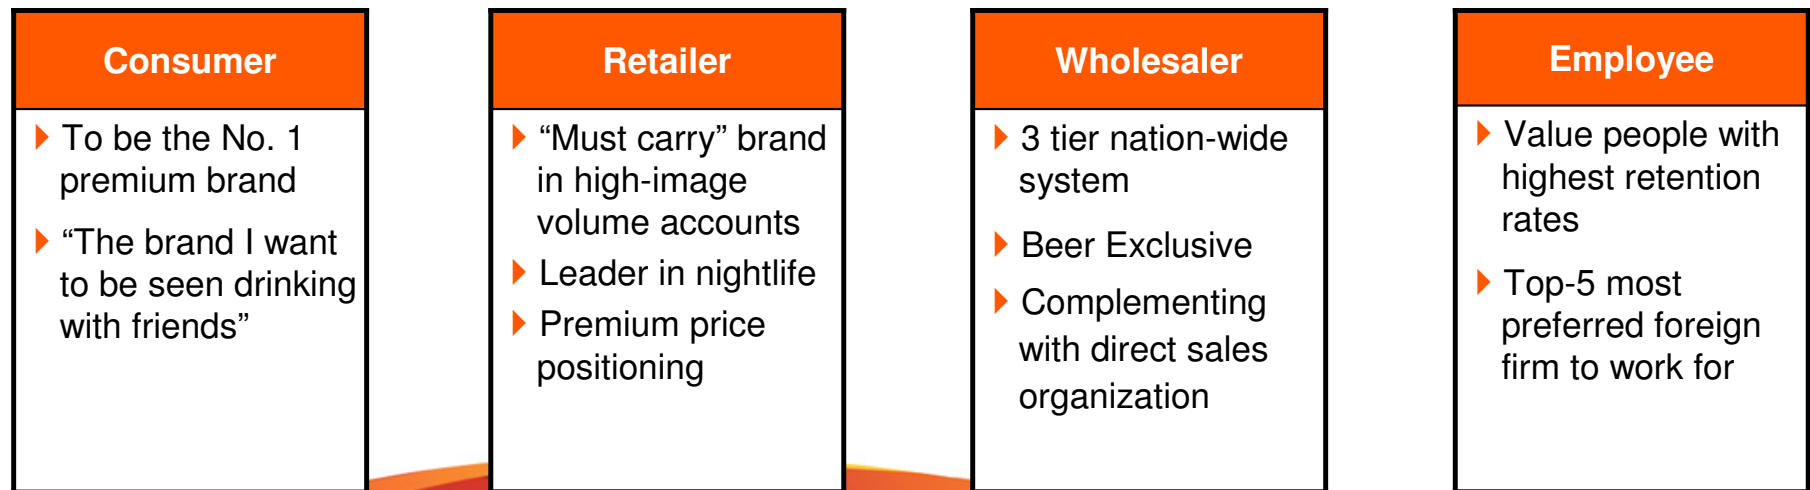 Consumer
To be the No. 1
premium brand
“The brand I want
to be seen drinking
with friends”
Retailer
“Must carry” brand
in high-image
volume accounts
Leader in nightlife
Premium price
positioning
Wholesaler
3 tier nation-wide
system
Beer Exclusive
Complementing
with direct sales
organization
Employee
Value people with
highest retention
rates
Top-5 most
preferred foreign
firm to work for